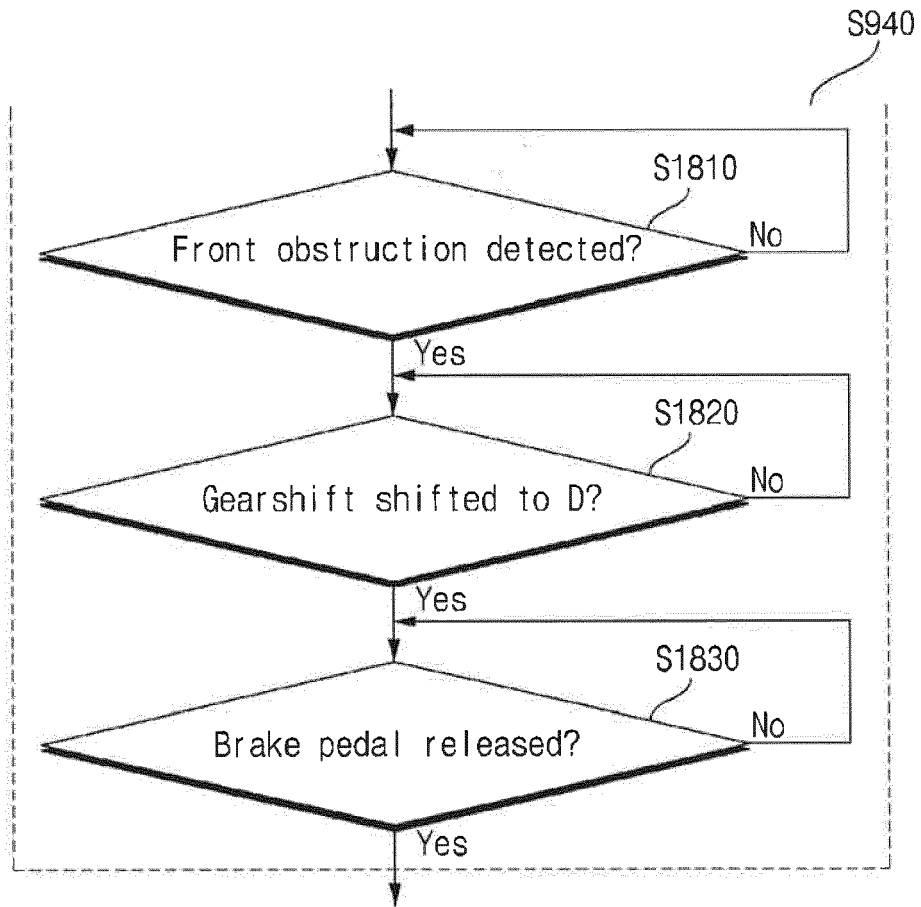 S940
S1810
Front obstruction detected?
No
Yes
S1820
Gearshift shifted to D?
No
Yes
S1830
Brake pedal released?
No
Yes